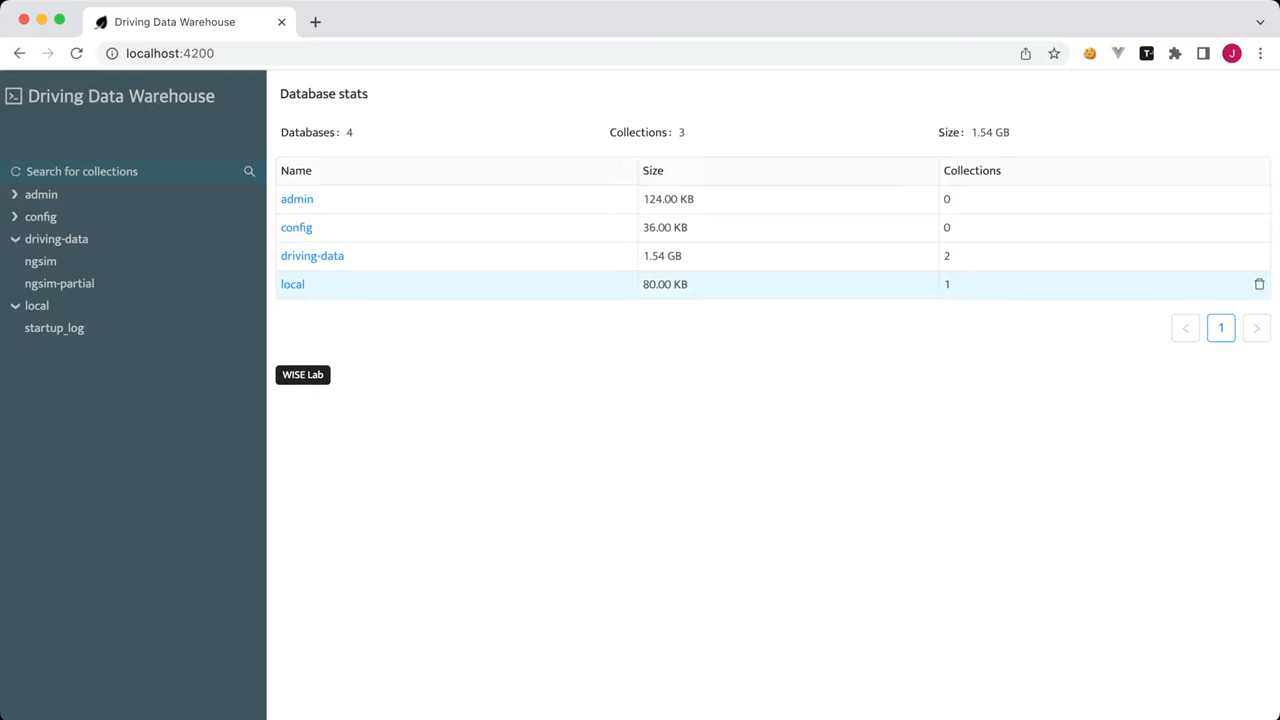 Driving Data Warehouse
localhost:4200
T
J
Driving Data Warehouse
Search for collections
admin
config
driving-data
ngsim
ngsim-partial
local
startup_log
Database stats
Databases: 4 Collections: 3 Size: 1.54 GB
Name Size Collections
admin 124.00 KB 0
config 36.00 KB 0
driving-data 1.54 GB 2
local 80.00 KB 1
1
WISE Lab